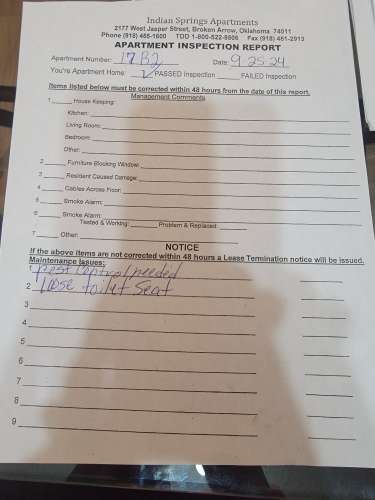 Indian Springs Apartments
2177 West Jasper Street, Broken Arrow, Oklahoma 74011
Phone (918) 455-1600 TDD 1-800-522-8506 Fax (918) 451-2913
APARTMENT INSPECTION REPORT
Apartment Number: 17B2 Date: 9 25 24
You're Apartment Home ✓ PASSED Inspection FAILED Inspection
Items listed below must be corrected within 48 hours from the date of this report.
Management Comments
1 House Keeping:
Kitchen:
Living Room:
Bedroom:
Other:
2 Furniture Blocking Window:
3 Resident Caused Damage:
4 Cables Across Floor:
5 Smoke Alarm:
6 Smoke Alarm:
Tested & Working: Problem & Replaced
7 Other:
NOTICE
If the above items are not corrected within 48 hours a Lease Termination notice will be issued.
Maintenance Issues:
1 Pest Control needed
2 loose toilet Seat
3
4
5
6
7
8
9